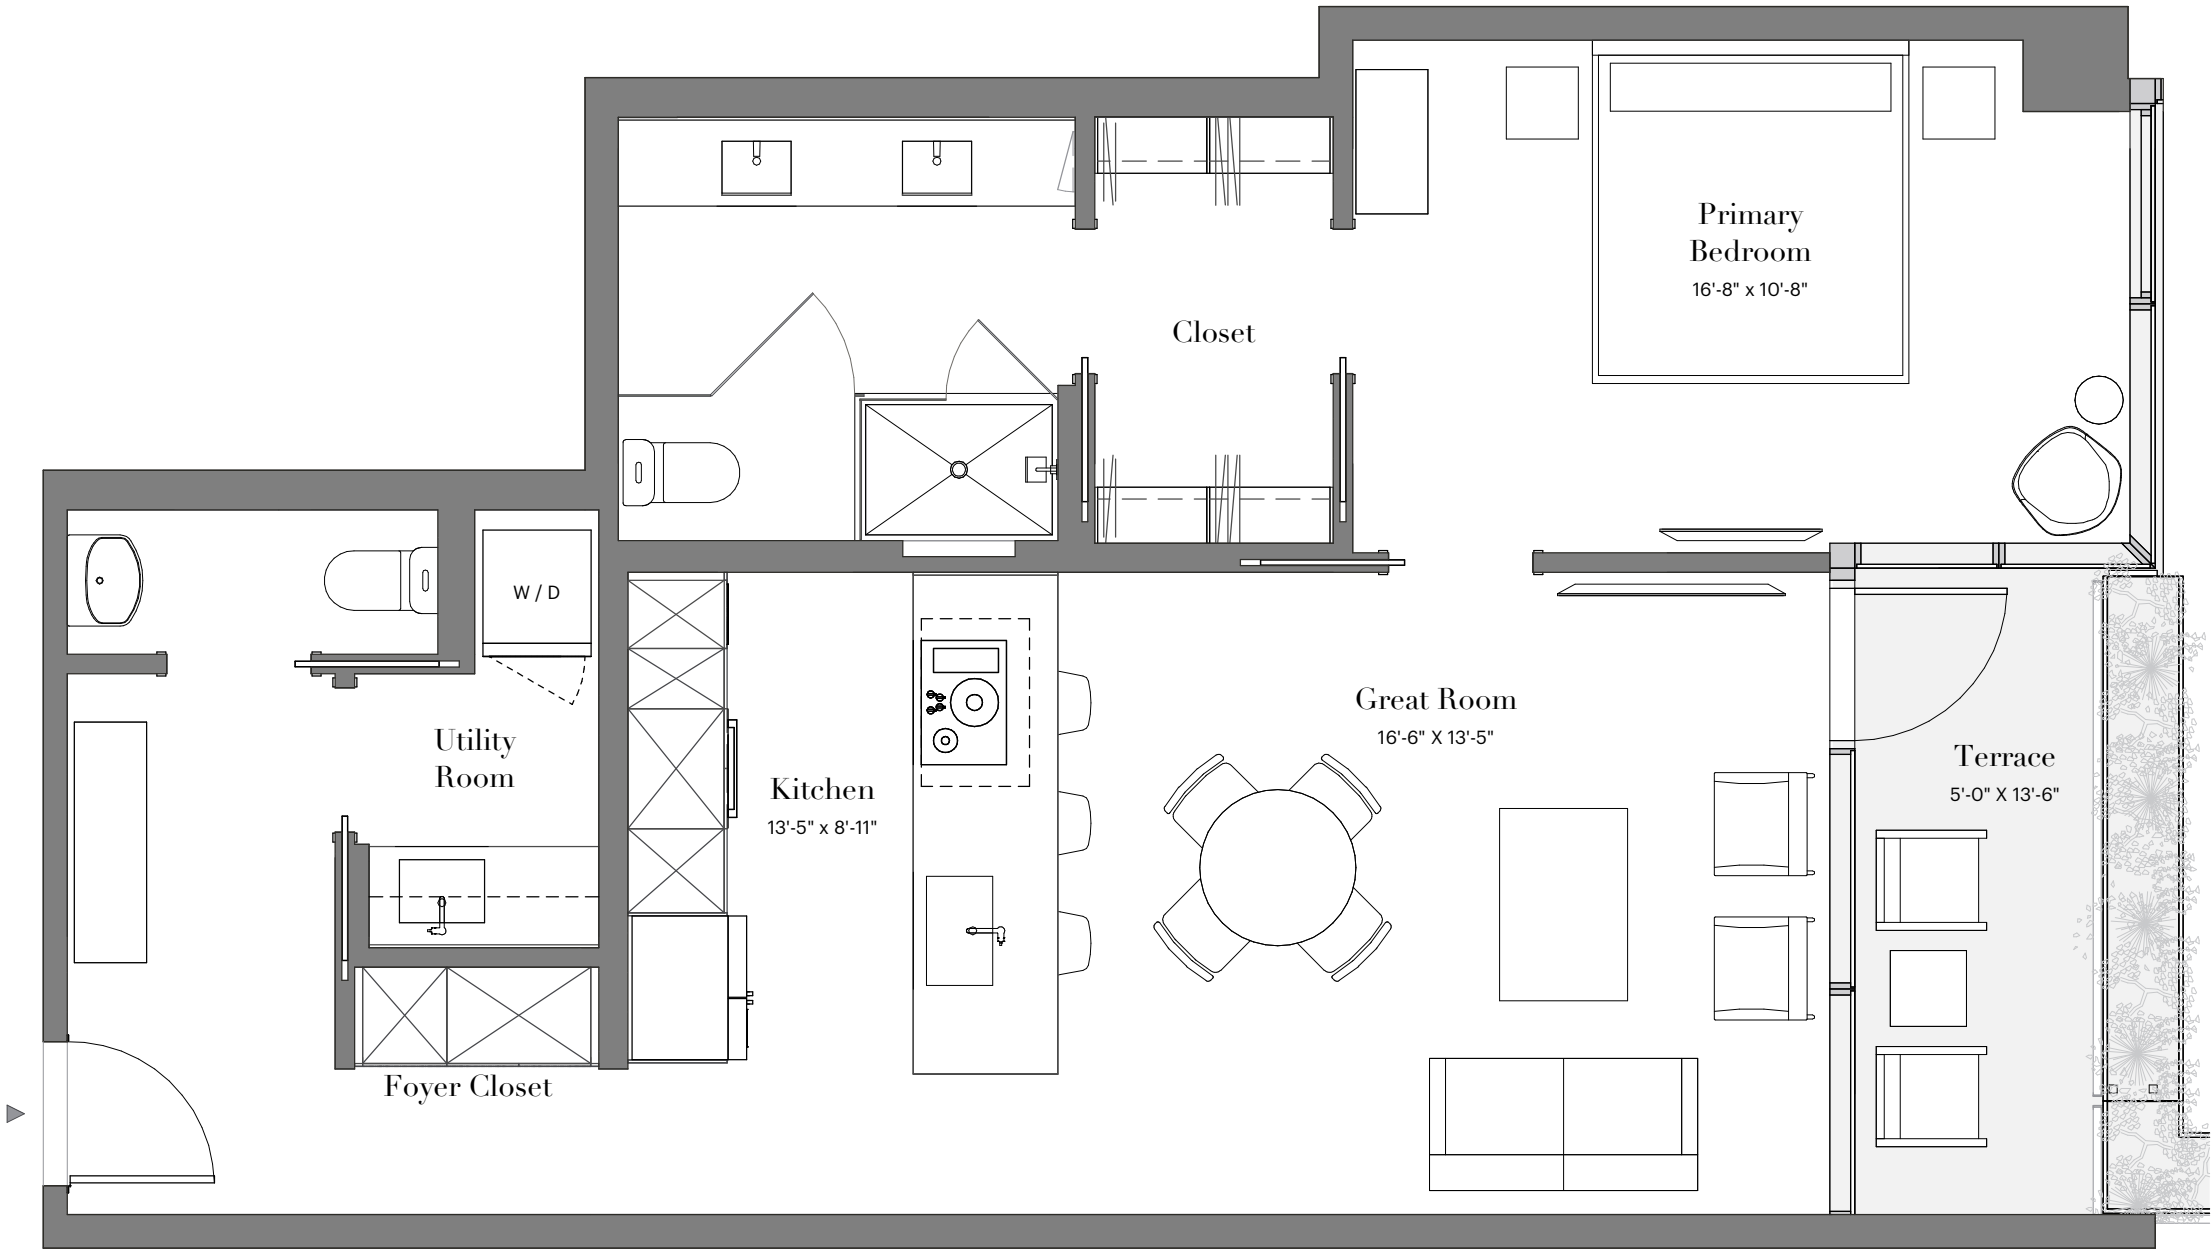 Primary
Bedroom
16'-8" x 10'-8"
Closet
W / D
Utility
Room
Kitchen
13'-5" x 8'-11"
Great Room
16'-6" X 13'-5"
Terrace
5'-0" X 13'-6"
Foyer Closet